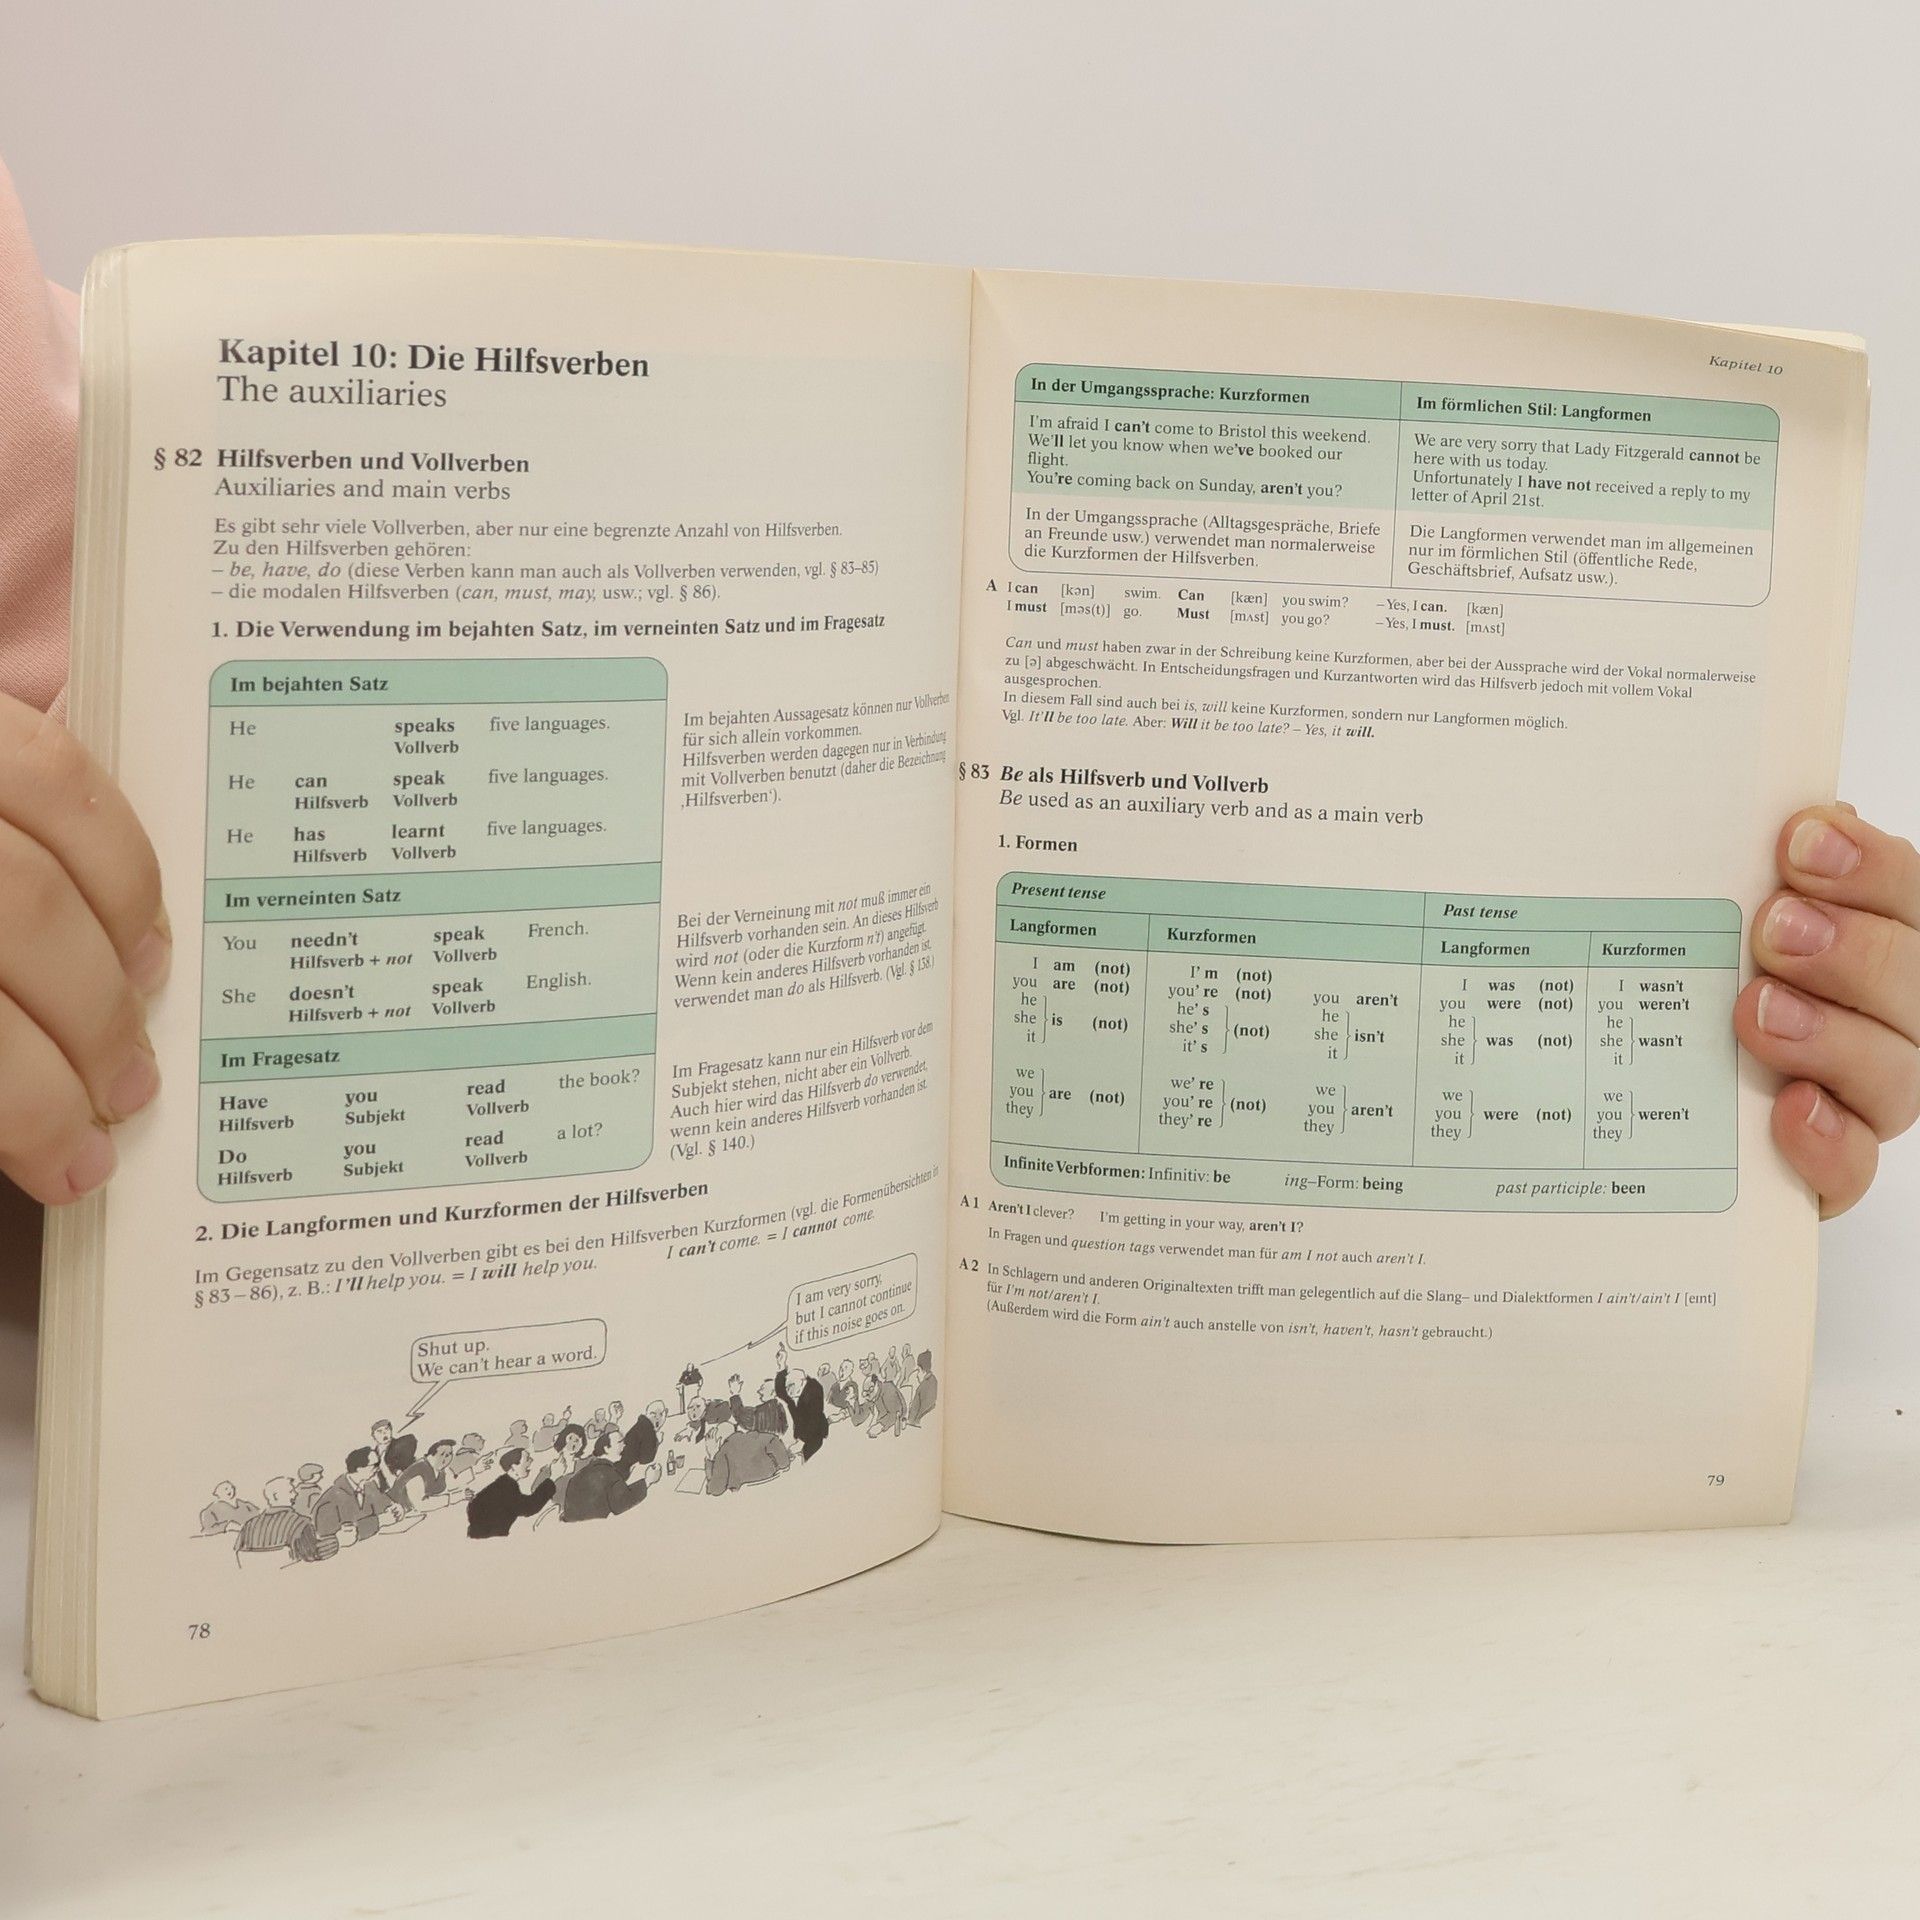 Kapitel 10: Die Hilfsverben
The auxiliaries
§ 82 Hilfsverben und Vollverben
Auxiliaries and main verbs
Es gibt sehr viele Vollverben, aber nur eine begrenzte Anzahl von Hilfsverben.
Zu den Hilfsverben gehören:
– be, have, do (diese Verben kann man auch als Vollverben verwenden, vgl. § 83–85)
– die modalen Hilfsverben (can, must, may, usw.; vgl. § 86).
1. Die Verwendung im bejahten Satz, im verneinten Satz und im Fragesatz
Im bejahten Satz
He speaks five languages.
Vollverb
He can speak five languages.
Hilfsverb Vollverb
He has learnt five languages.
Hilfsverb Vollverb
Im bejahten Aussagesatz können nur Vollverben
für sich allein vorkommen.
Hilfsverben werden dagegen nur in Verbindung
mit Vollverben benutzt (daher die Bezeichnung
‚Hilfsverben‘).
Im verneinten Satz
You needn't speak French.
Hilfsverb + not Vollverb
She doesn't speak English.
Hilfsverb + not Vollverb
Bei der Verneinung mit not muß immer ein
Hilfsverb vorhanden sein. An dieses Hilfsverb
wird not (oder die Kurzform n't) angefügt.
Wenn kein anderes Hilfsverb vorhanden ist,
verwendet man do als Hilfsverb. (Vgl. § 138.)
Im Fragesatz
Have you read the book?
Hilfsverb Subjekt Vollverb
Do you read a lot?
Hilfsverb Subjekt Vollverb
Im Fragesatz kann nur ein Hilfsverb vor dem
Subjekt stehen, nicht aber ein Vollverb.
Auch hier wird das Hilfsverb do verwendet,
wenn kein anderes Hilfsverb vorhanden ist.
(Vgl. § 140.)
2. Die Langformen und Kurzformen der Hilfsverben
Im Gegensatz zu den Vollverben gibt es bei den Hilfsverben Kurzformen (vgl. die Formenübersichten in
§ 83–86), z. B.: I'll help you. = I will help you. I can't come. = I cannot come.
Shut up.
We can't hear a word.
I am very sorry,
but I cannot continue
if this noise goes on.
78
Kapitel 10
In der Umgangssprache: Kurzformen Im förmlichen Stil: Langformen
I'm afraid I can't come to Bristol this weekend.
We'll let you know when we've booked our
flight.
You're coming back on Sunday, aren't you?
We are very sorry that Lady Fitzgerald cannot be
here with us today.
Unfortunately I have not received a reply to my
letter of April 21st.
In der Umgangssprache (Alltagsgespräche, Briefe
an Freunde usw.) verwendet man normalerweise
die Kurzformen der Hilfsverben.
Die Langformen verwendet man im allgemeinen
nur im förmlichen Stil (öffentliche Rede,
Geschäftsbrief, Aufsatz usw.).
A I can [kən] swim. Can [kæn] you swim? – Yes, I can. [kæn]
I must [məs(t)] go. Must [mʌst] you go? – Yes, I must. [mʌst]
Can und must haben zwar in der Schreibung keine Kurzformen, aber bei der Aussprache wird der Vokal normalerweise
zu [ə] abgeschwächt. In Entscheidungsfragen und Kurzantworten wird das Hilfsverb jedoch mit vollem Vokal
ausgesprochen.
In diesem Fall sind auch bei is, will keine Kurzformen, sondern nur Langformen möglich.
Vgl. It'll be too late. Aber: Will it be too late? – Yes, it will.
§ 83 Be als Hilfsverb und Vollverb
Be used as an auxiliary verb and as a main verb
1. Formen
Present tense Past tense
Langformen Kurzformen Langformen Kurzformen
I am (not) I'm (not) I was (not) I wasn't
you are (not) you're (not) you aren't you were (not) you weren't
he he's he he he
she is (not) she's (not) she isn't she was (not) she wasn't
it it's it it it
we we're we we we
you are (not) you're (not) you aren't you were (not) you weren't
they they're they they they
Infinite Verbformen: Infinitiv: be ing–Form: being past participle: been
A 1 Aren't I clever? I'm getting in your way, aren't I?
In Fragen und question tags verwendet man für am I not auch aren't I.
A 2 In Schlagern und anderen Originaltexten trifft man gelegentlich auf die Slang– und Dialektformen I ain't/ain't I [eɪnt]
für I'm not/aren't I.
(Außerdem wird die Form ain't auch anstelle von isn't, haven't, hasn't gebraucht.)
79